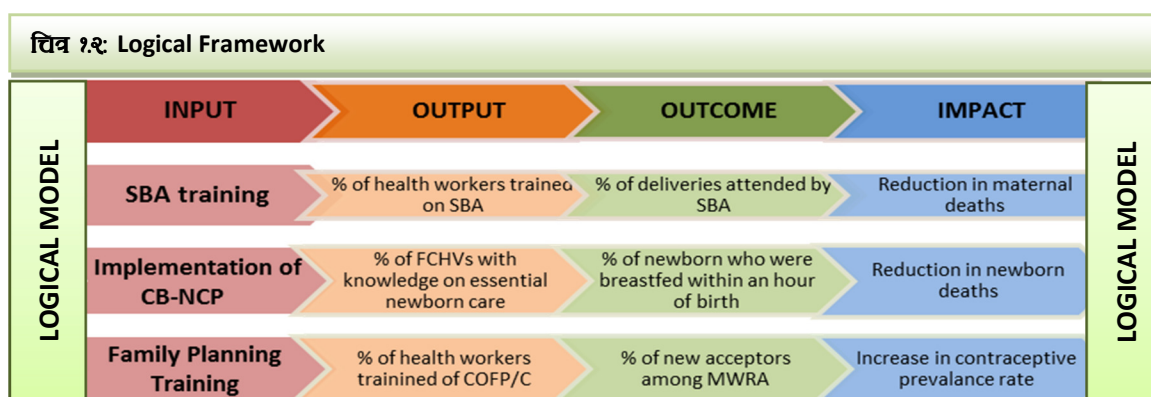 चित्र १.२: Logical Framework
LOGICAL MODEL
INPUT
OUTPUT
OUTCOME
IMPACT
SBA training
% of health workers trained
on SBA
% of deliveries attended by
SBA
Reduction in maternal
deaths
Implementation of
CB-NCP
% of FCHVs with
knowledge on essential
newborn care
% of newborn who were
breastfed within an hour
of birth
Reduction in newborn
deaths
Family Planning
Training
% of health workers
trainined of COFP/C
% of new acceptors
among MWRA
Increase in contraceptive
prevalance rate
LOGICAL MODEL